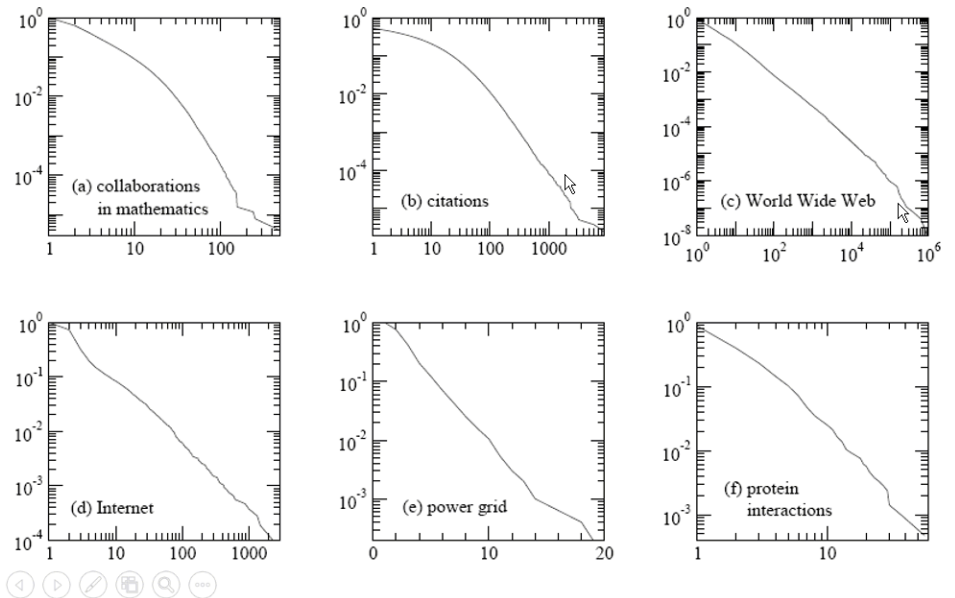 10^0
10^-2
10^-4
(a) collaborations
in mathematics
1 10 100
10^0
10^-2
10^-4
(b) citations
1 10 100 1000
10^0
10^-2
10^-4
10^-6
10^-8
(c) World Wide Web
10^0 10^2 10^4 10^6
10^0
10^-1
10^-2
10^-3
10^-4
(d) Internet
1 10 100 1000
10^0
10^-1
10^-2
10^-3
(e) power grid
0 10 20
10^0
10^-1
10^-2
10^-3
(f) protein
interactions
1 10